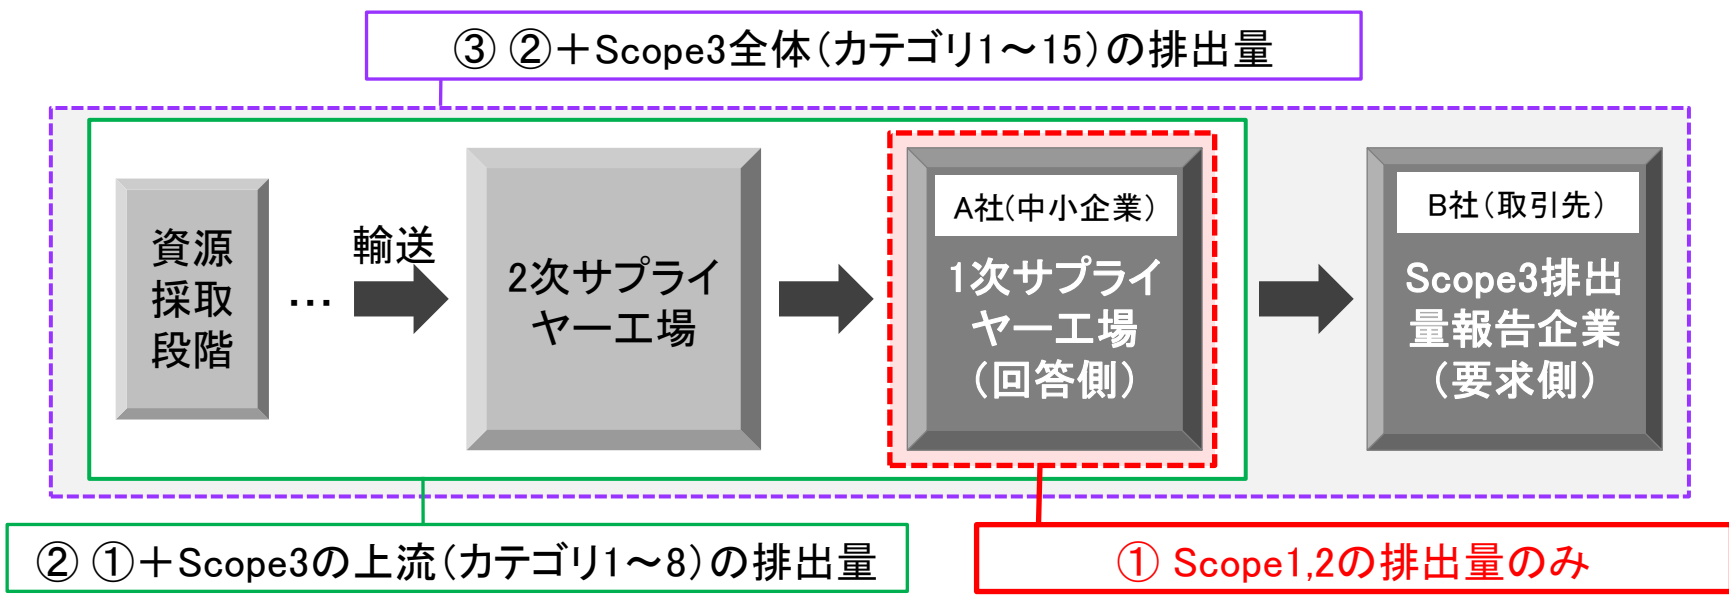 ③ ②＋Scope3全体（カテゴリ1～15）の排出量
資源
採取
段階
…
輸送
2次サプライ
ヤー工場
A社(中小企業）
1次サプライ
ヤー工場
（回答側）
B社（取引先）
Scope3排出
量報告企業
（要求側）
② ①＋Scope3の上流（カテゴリ1～8）の排出量
① Scope1,2の排出量のみ